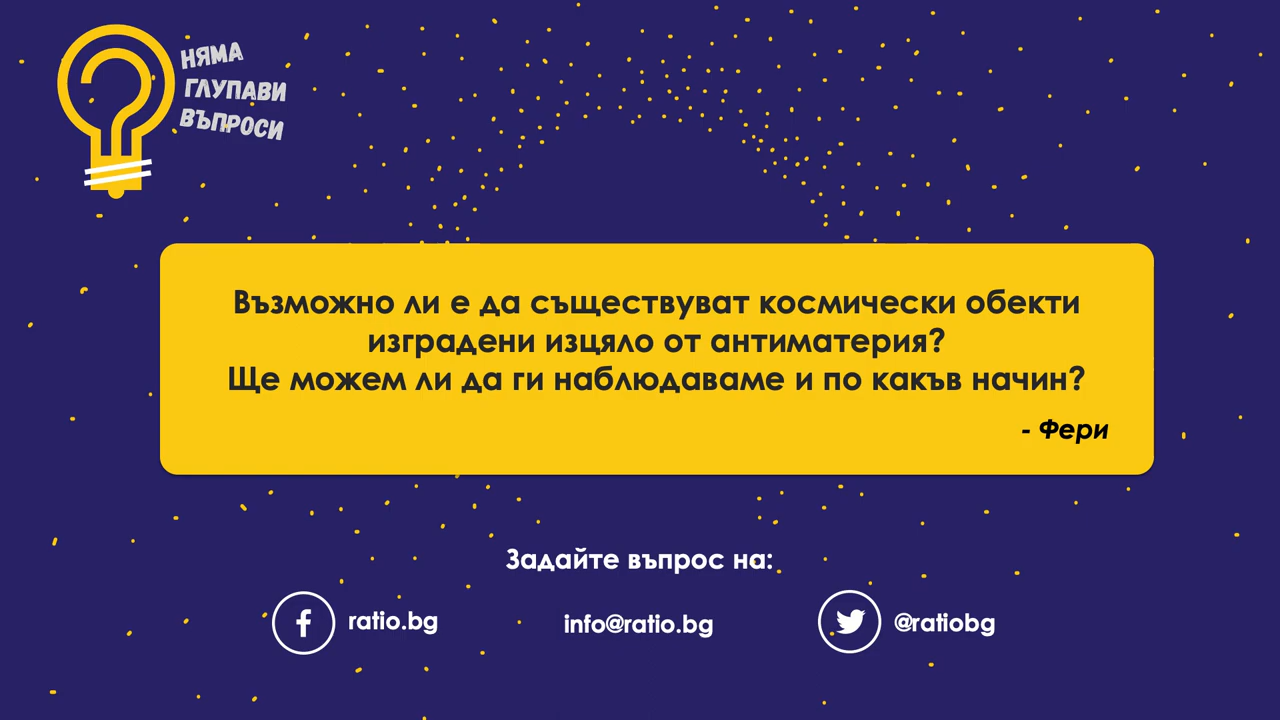 НЯМА
ГЛУПАВИ
ВЪПРОСИ
Възможно ли е да съществуват космически обекти
изградени изцяло от антиматерия?
Ще можем ли да ги наблюдаваме и по какъв начин?
- Фери
Задайте въпрос на:
ratio.bg
info@ratio.bg
@ratiobg